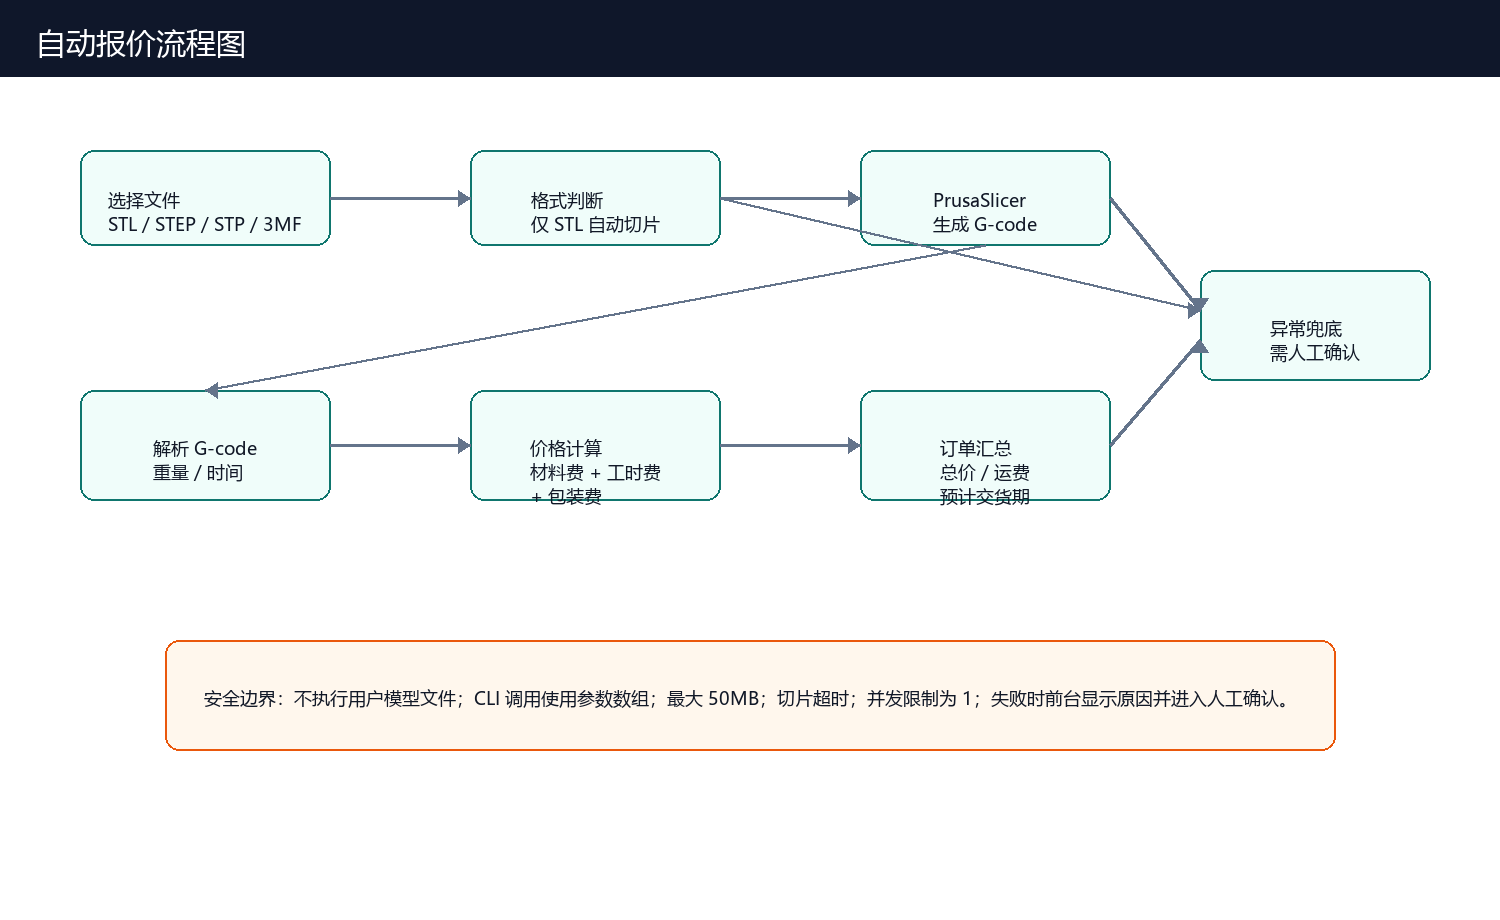 自动报价流程图
选择文件
STL / STEP / STP / 3MF
格式判断
仅 STL 自动切片
PrusaSlicer
生成 G-code
异常兜底
需人工确认
解析 G-code
重量 / 时间
价格计算
材料费 + 工时费
+ 包装费
订单汇总
总价 / 运费
预计交货期
安全边界：不执行用户模型文件；CLI 调用使用参数数组；最大 50MB；切片超时；并发限制为 1；失败时前台显示原因并进入人工确认。